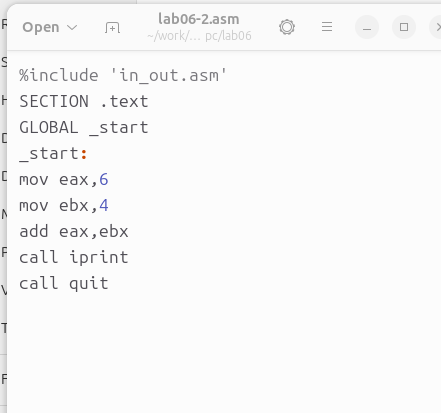 Open
lab06-2.asm
~/work/... pc/lab06
%include 'in_out.asm'
SECTION .text
GLOBAL _start
_start:
mov eax,6
mov ebx,4
add eax,ebx
call iprint
call quit